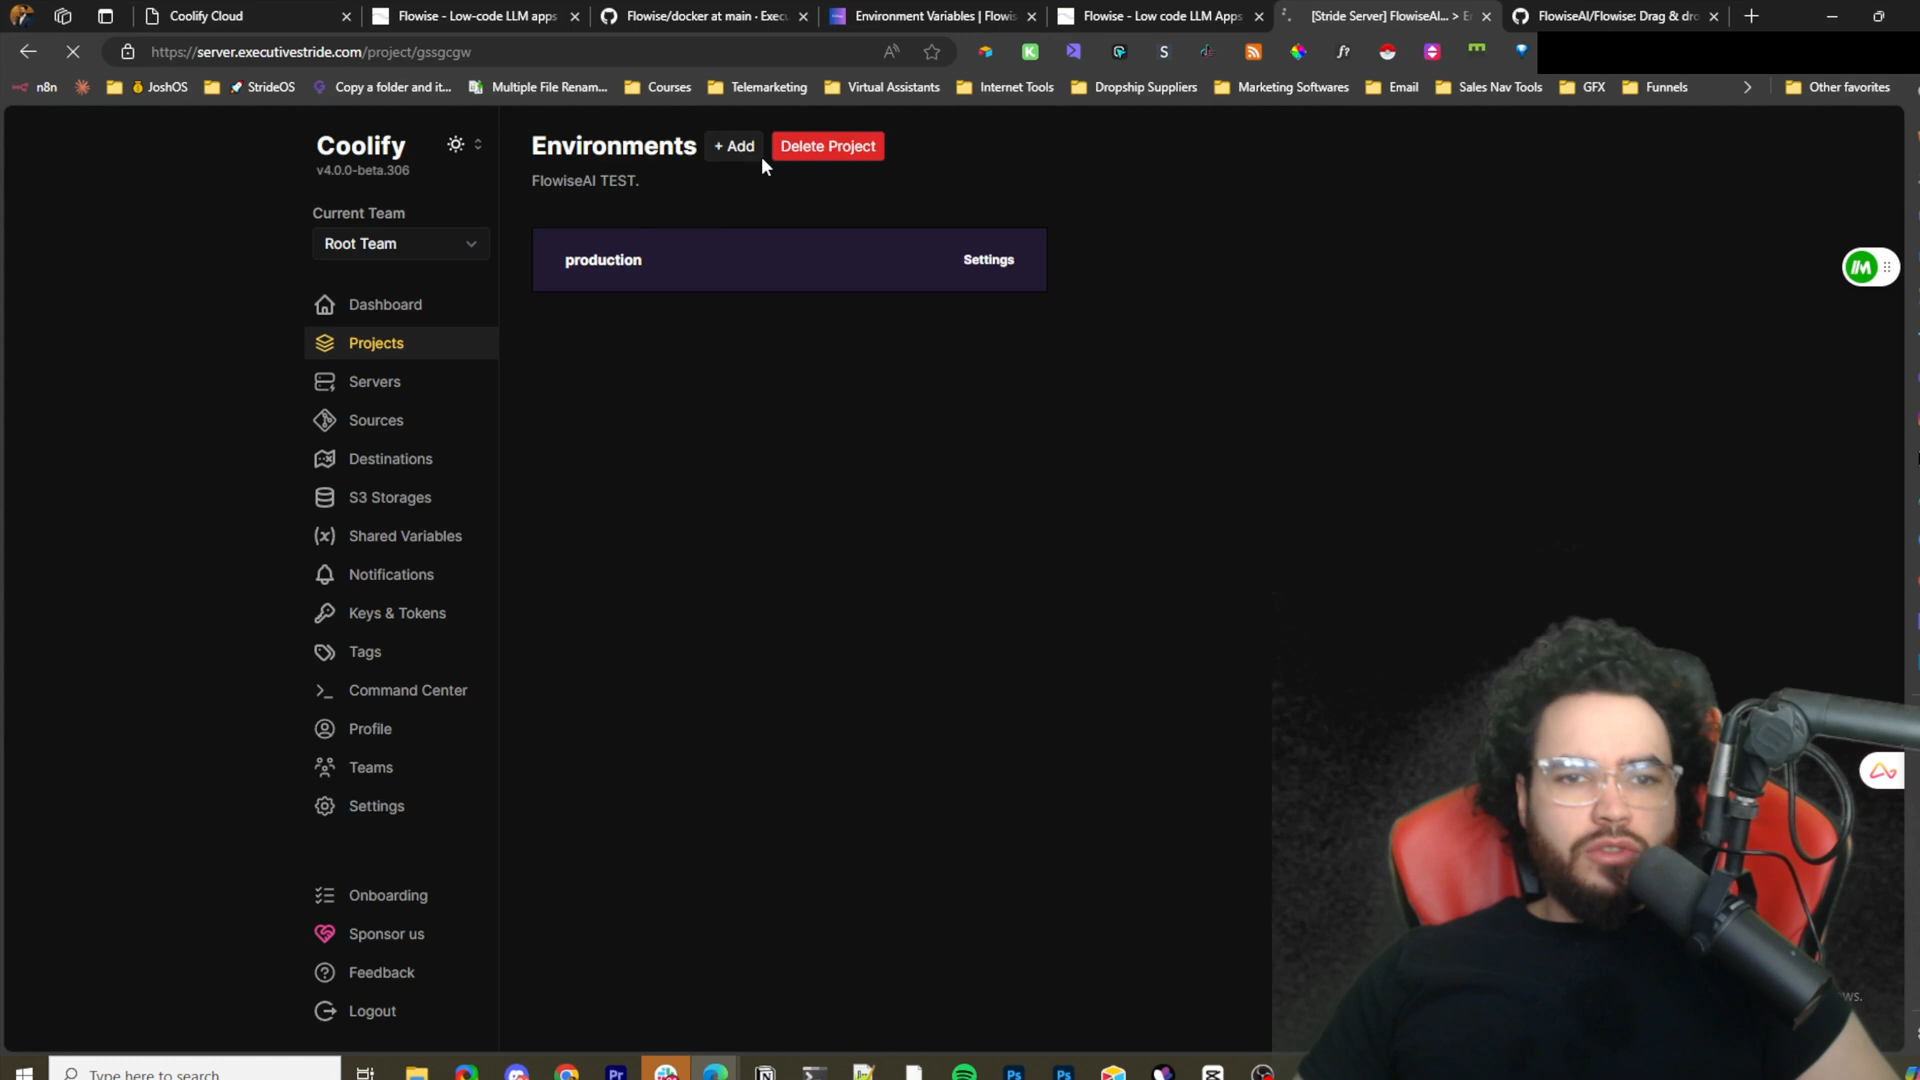 Coolify Cloud
Flowise - Low-code LLM apps
Flowise/docker at main · Execu
Environment Variables | Flowis
Flowise - Low code LLM Apps
[Stride Server] FlowiseAI... > E
FlowiseAI/Flowise: Drag & dro
https://server.executivestride.com/project/gssgcgw
n8n
JoshOS
StrideOS
Copy a folder and it...
Multiple File Renam...
Courses
Telemarketing
Virtual Assistants
Internet Tools
Dropship Suppliers
Marketing Softwares
Email
Sales Nav Tools
GFX
Funnels
Other favorites
Coolify
v4.0.0-beta.306
Current Team
Root Team
Dashboard
Projects
Servers
Sources
Destinations
S3 Storages
Shared Variables
Notifications
Keys & Tokens
Tags
Command Center
Profile
Teams
Settings
Onboarding
Sponsor us
Feedback
Logout
Environments
+ Add
Delete Project
FlowiseAI TEST.
production
Settings
ws.
Type here to search